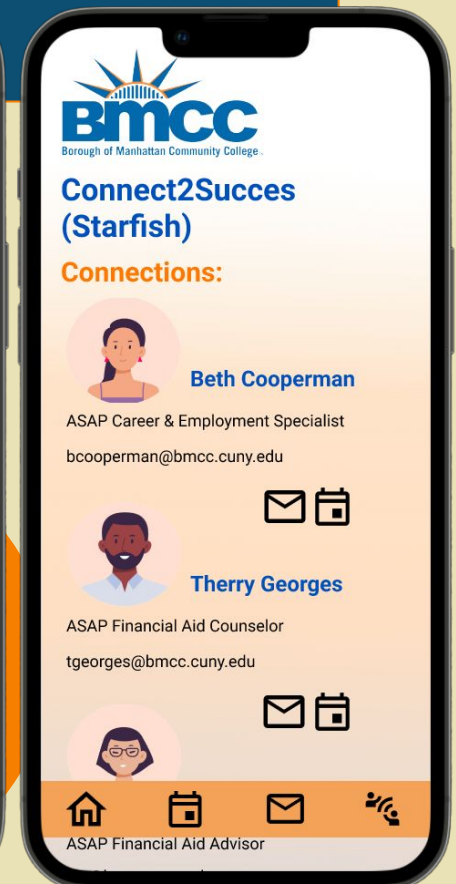 BMCC
Borough of Manhattan Community College
Connect2Succes
(Starfish)
Connections:
Beth Cooperman
ASAP Career & Employment Specialist
bcooperman@bmcc.cuny.edu
Therry Georges
ASAP Financial Aid Counselor
tgeorges@bmcc.cuny.edu
ASAP Financial Aid Advisor